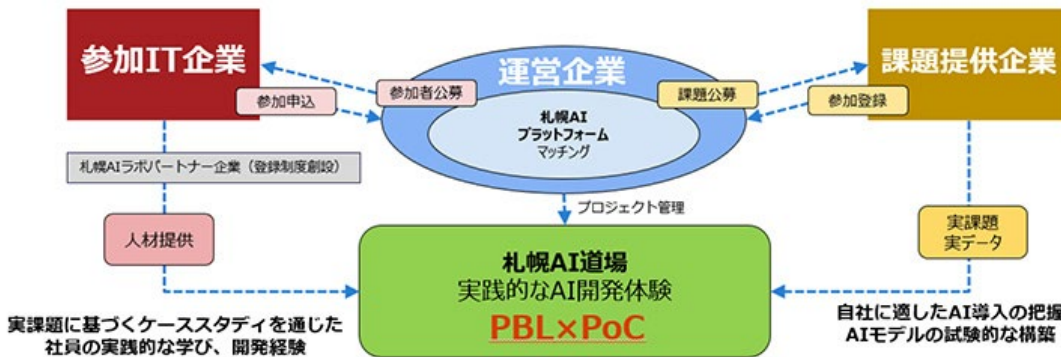 参加IT企業
運営企業
課題提供企業
参加者公募
課題公募
参加申込
参加登録
札幌AI
プラットフォーム
マッチング
札幌AIラボパートナー企業（登録制度創設）
プロジェクト管理
人材提供
実課題
実データ
札幌AI道場
実践的なAI開発体験
PBL×PoC
実課題に基づくケーススタディを通じた
社員の実践的な学び、開発経験
自社に適したAI導入の把握
AIモデルの試験的な構築